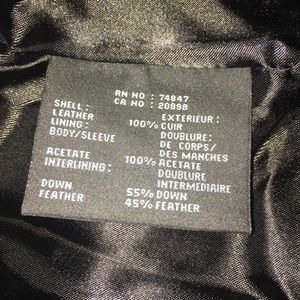 RN NO : 74847
CA NO : 20898
SHELL : EXTERIEUR :
LEATHER 100% CUIR
LINING : DOUBLURE:
BODY/SLEEVE DE CORPS/
DES MANCHES
ACETATE 100% ACETATE
INTERLINING: DOUBLURE
INTERMEDIAIRE
DOWN 55% DOWN
FEATHER 45% FEATHER